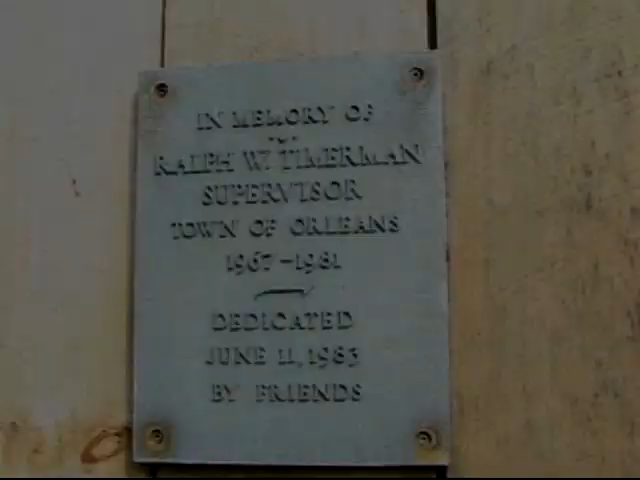 IN MEMORY OF
RALPH W. TIMERMAN
SUPERVISOR
TOWN OF ORLEANS
1967-1981
DEDICATED
JUNE 11, 1983
BY FRIENDS